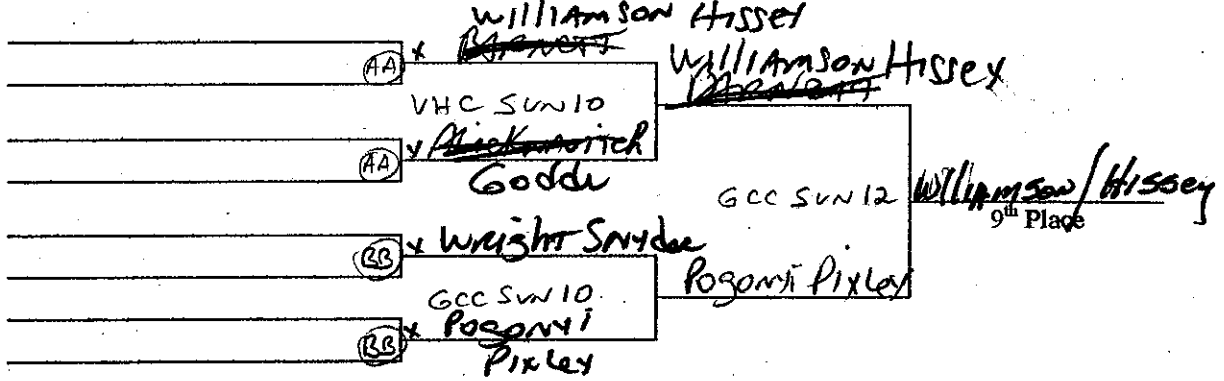 WilliAmson Hissey
AA
WilliAmson Hissey
VHC SUN 10
AA
Goddu
GCC SUN 12
WilliAmson/Hissey
9th Place
Wright Snyder
BB
Pogonyi Pixley
GCC SUN 10
Pogonyi
BB
Pixley